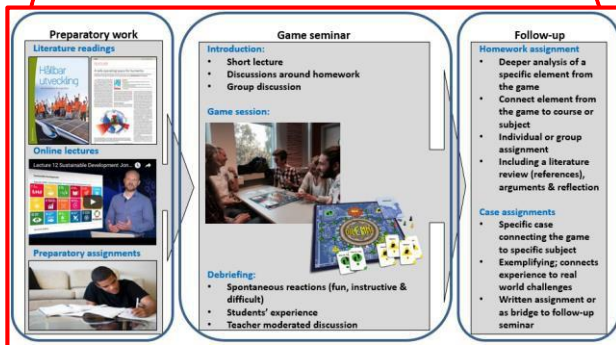 Preparatory work
Literature readings
Hållbar
utveckling
Online lectures
Lecture 12 Sustainable Development Jon
Preparatory assignments
Game seminar
Introduction:
• Short lecture
• Discussions around homework
• Group discussion
Game session:
Debriefing:
• Spontaneous reactions (fun, instructive &
difficult)
• Students' experience
• Teacher moderated discussion
Follow-up
Homework assignment
• Deeper analysis of a
specific element from
the game
• Connect element from
the game to course or
subject
• Individual or group
assignment
• Including a literature
review (references),
arguments & reflection
Case assignments
• Specific case
connecting the game
to specific subject
• Exemplifying; connects
experience to real
world challenges
• Written assignment or
as bridge to follow-up
seminar